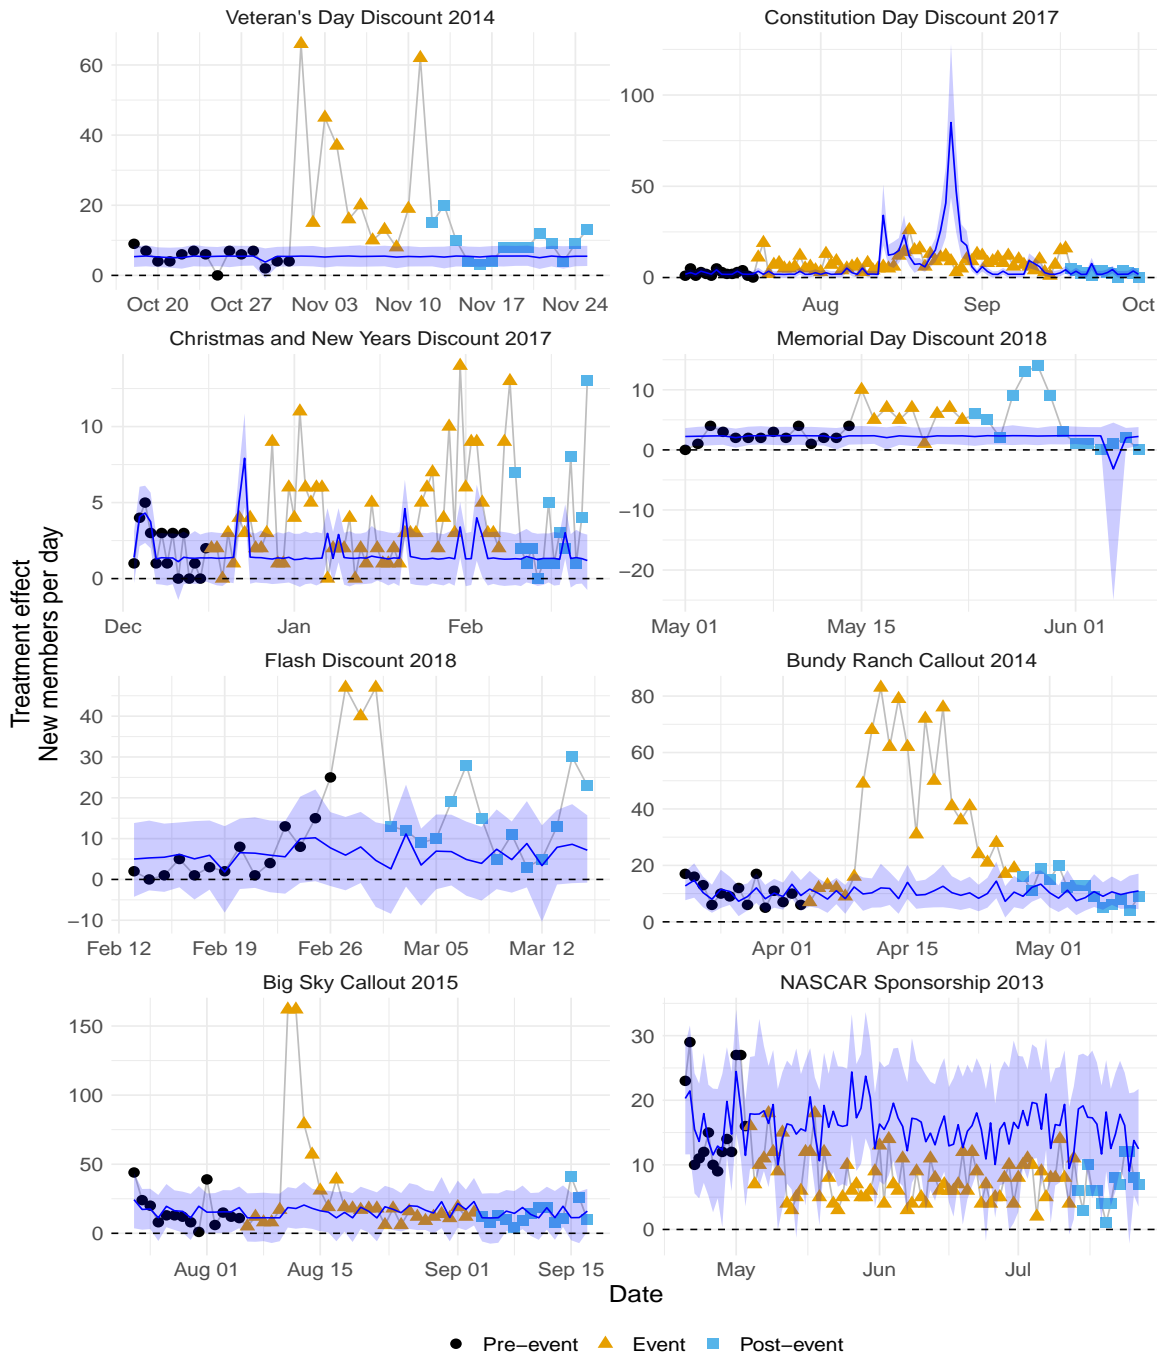 Veteran's Day Discount 2014
Constitution Day Discount 2017
60
40
20
0
100
50
0
Oct 20 Oct 27 Nov 03 Nov 10 Nov 17 Nov 24
Aug Sep Oct
Christmas and New Years Discount 2017
Memorial Day Discount 2018
10
5
0
10
0
−10
−20
Dec Jan Feb
May 01 May 15 Jun 01
Treatment effect
New members per day
Flash Discount 2018
Bundy Ranch Callout 2014
40
30
20
10
0
−10
80
60
40
20
0
Feb 12 Feb 19 Feb 26 Mar 05 Mar 12
Apr 01 Apr 15 May 01
Big Sky Callout 2015
NASCAR Sponsorship 2013
150
100
50
0
30
20
10
0
Aug 01 Aug 15 Sep 01 Sep 15
May Jun Jul
Date
Pre−event Event Post−event